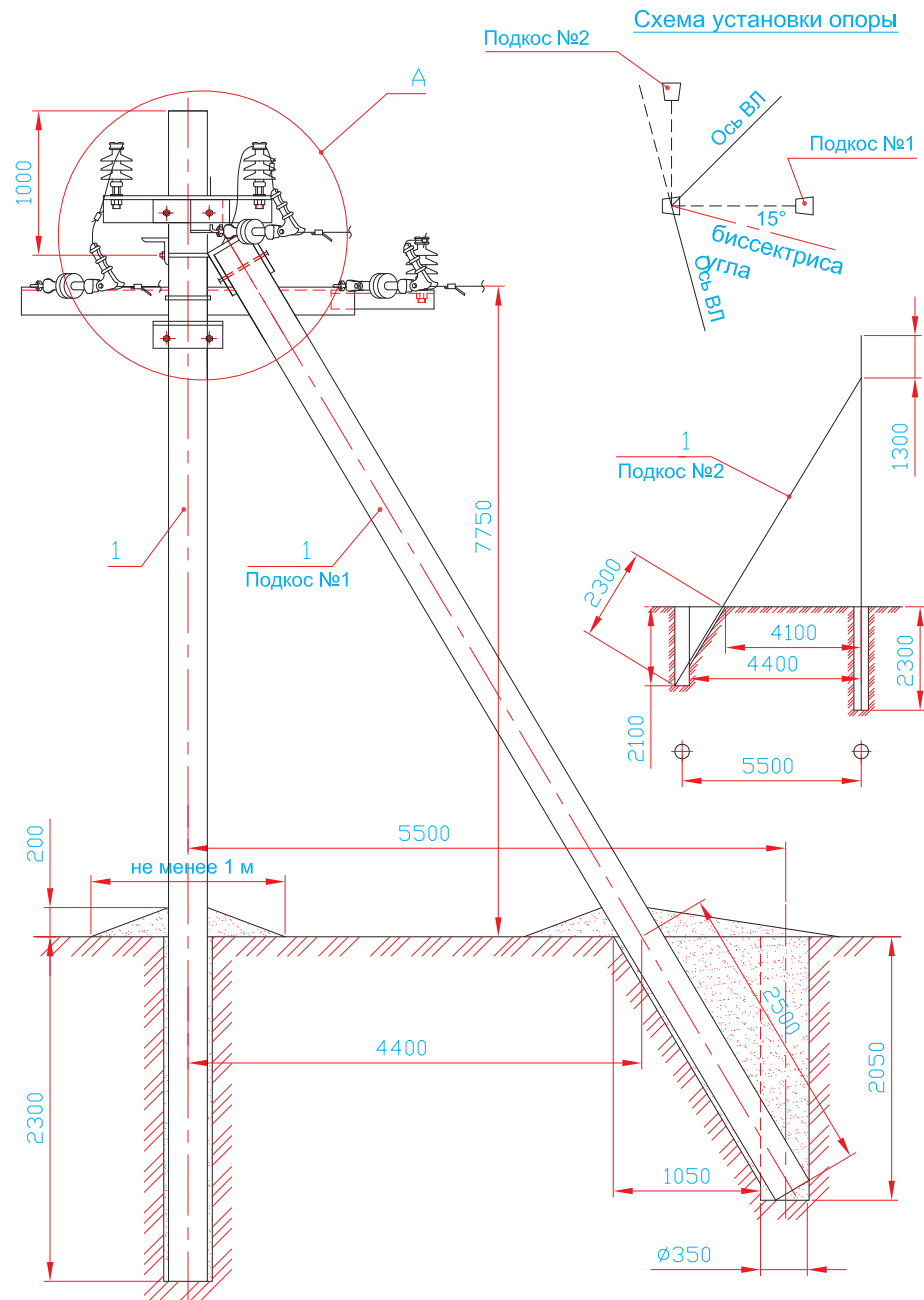 Схема установки опоры
Подкос №2
А
Ось ВЛ
Подкос №1
1000
15°
биссектриса
угла
Ось ВЛ
1300
1
Подкос №2
7750
1
1
Подкос №1
2300
4100
4400
2300
2100
5500
5500
200
не менее 1 м
2500
4400
2050
2300
1050
ø350